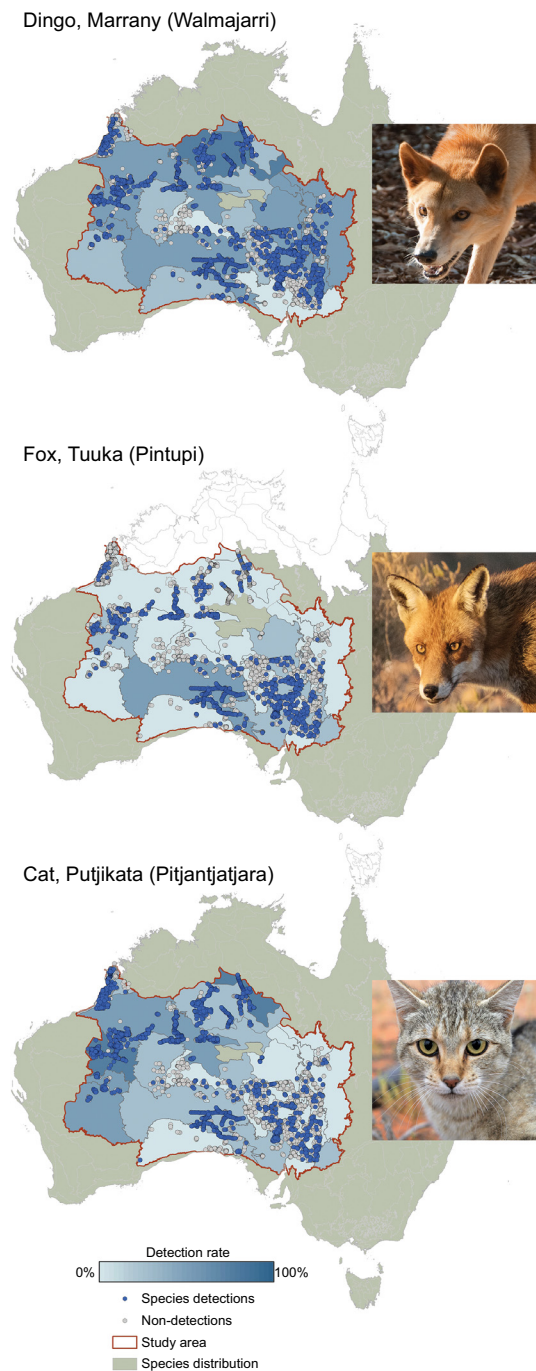 Dingo, Marrany (Walmajarri)
Fox, Tuuka (Pintupi)
Cat, Putjikata (Pitjantjatjara)
Detection rate
0% 100%
Species detections
Non-detections
Study area
Species distribution